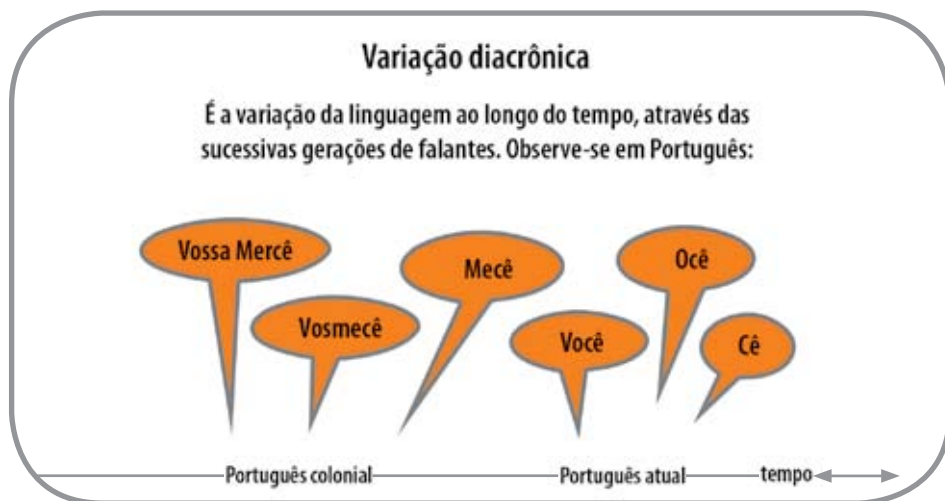 Variação diacrônica
É a variação da linguagem ao longo do tempo, através das
sucessivas gerações de falantes. Observe-se em Português:
Vossa Mercê
Vosmecê
Mecê
Você
Ocê
Cê
Português colonial
Português atual
tempo